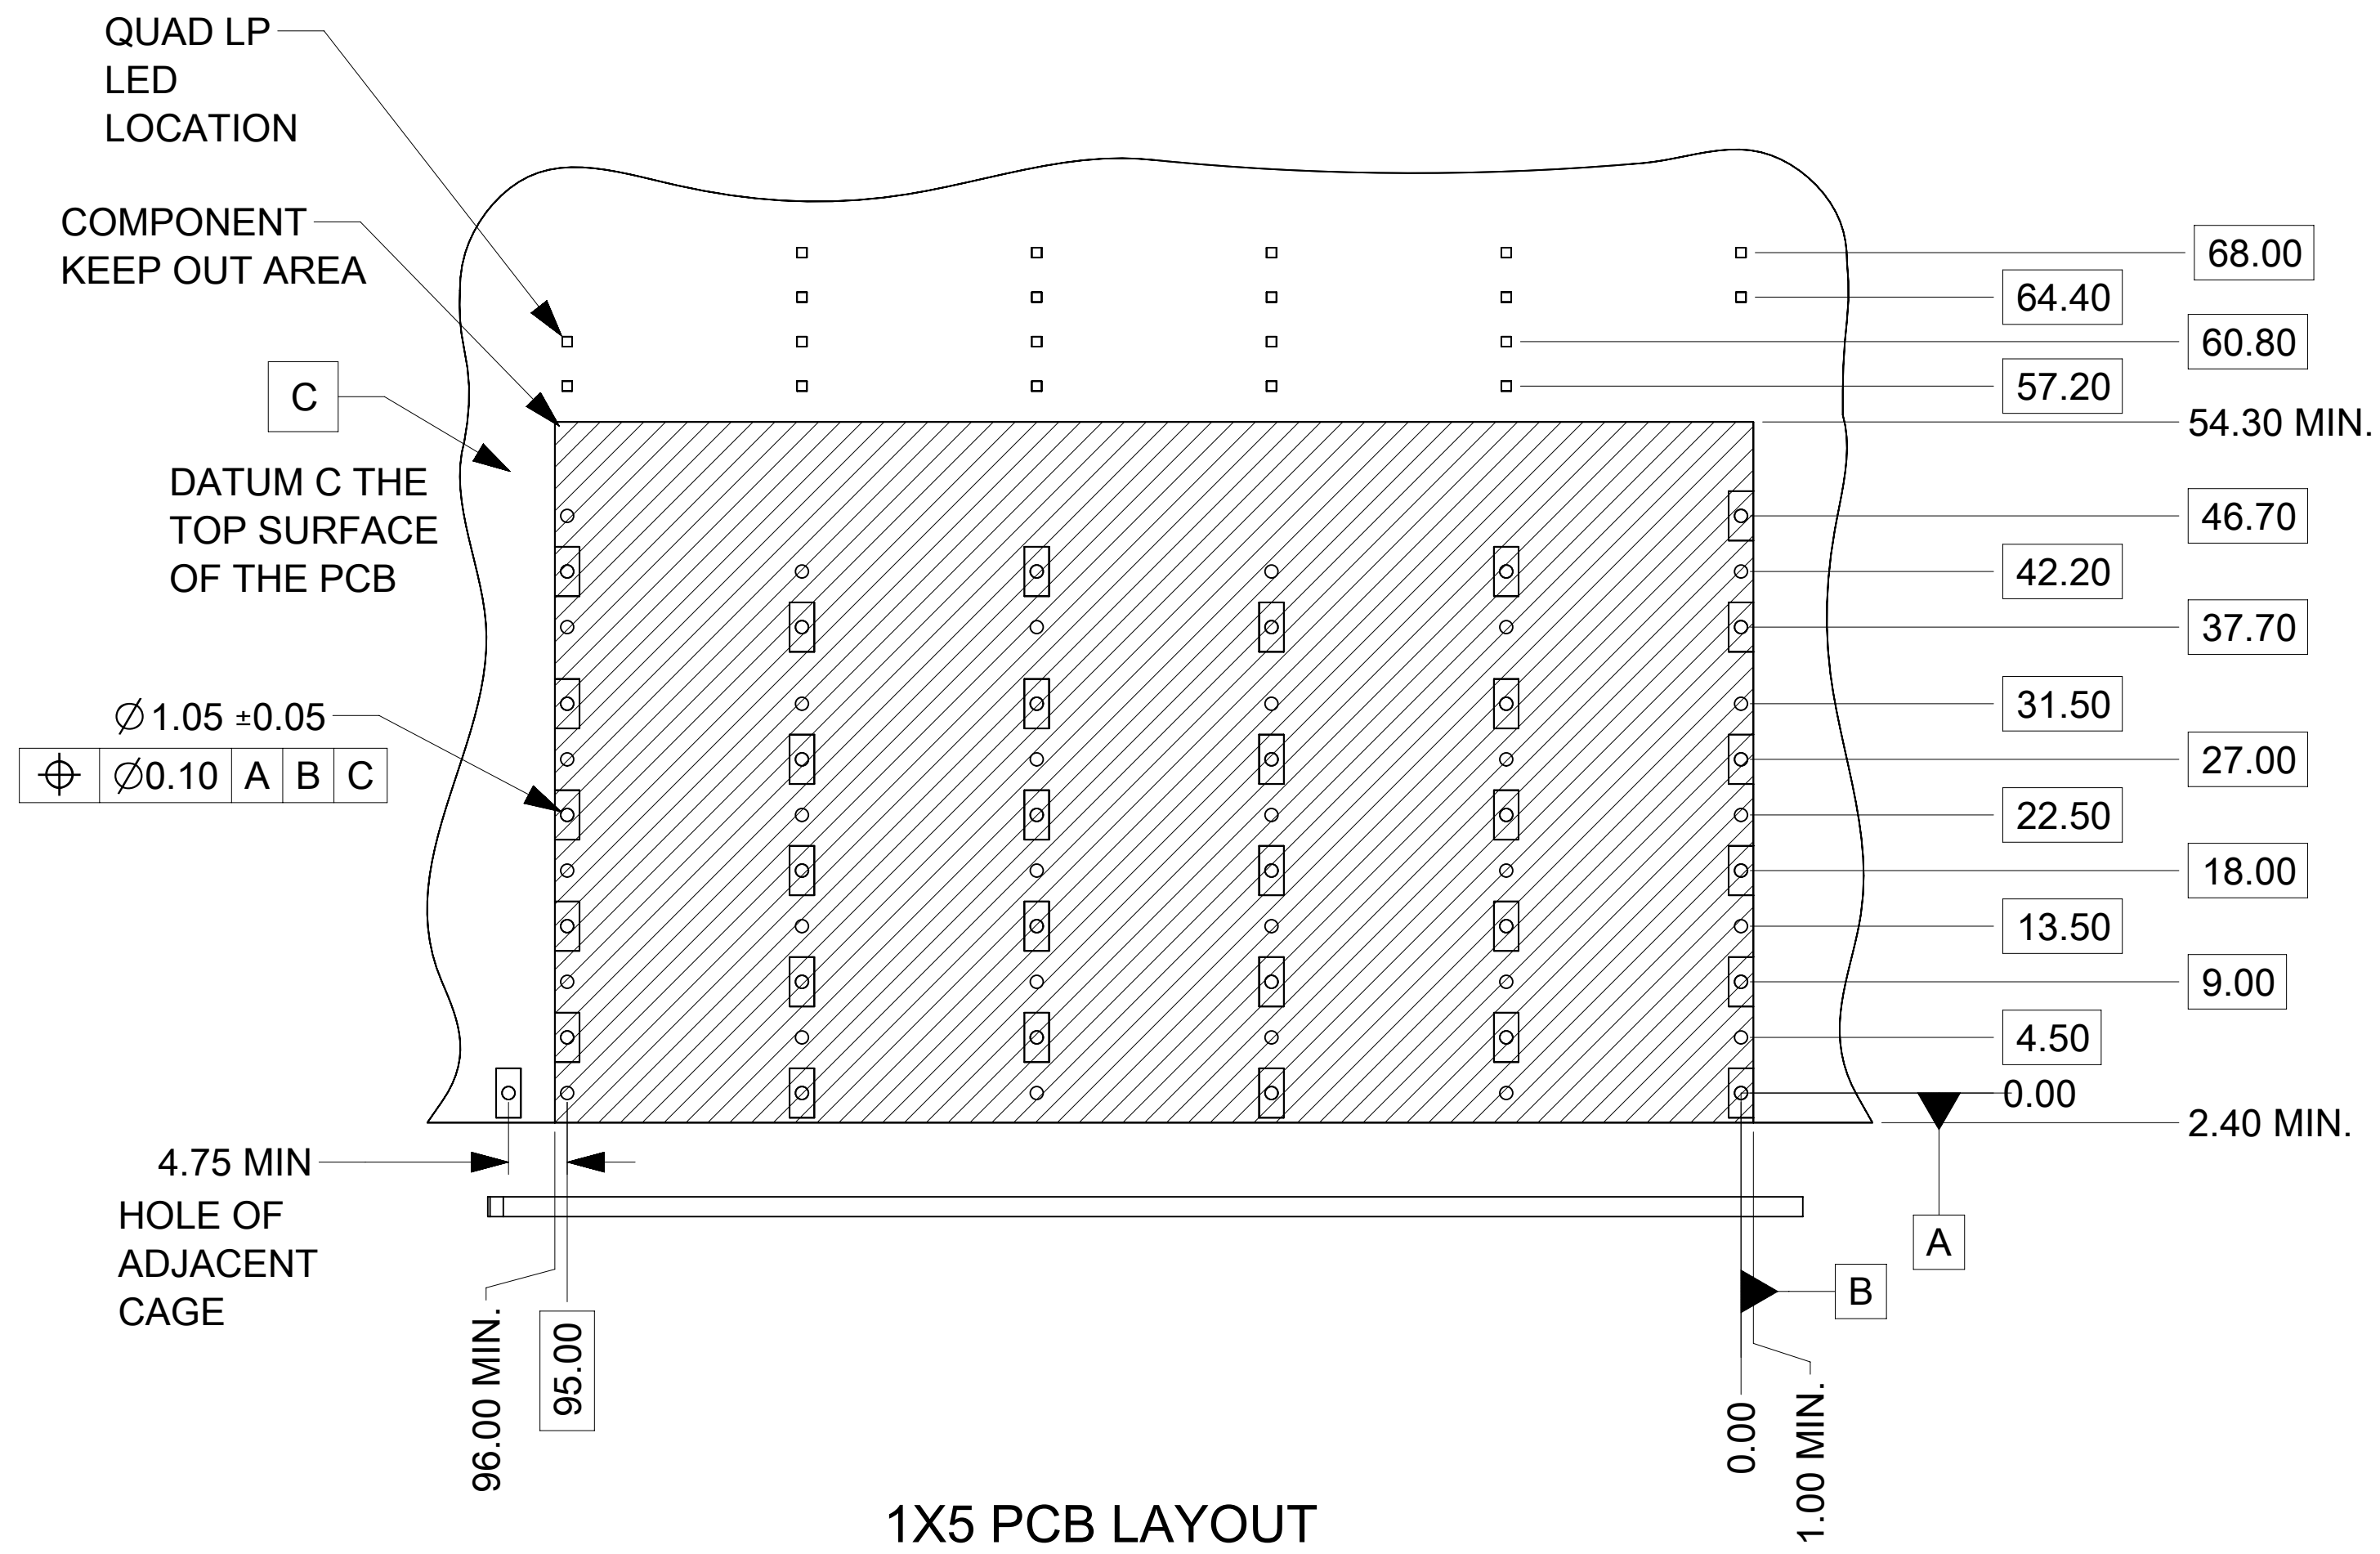 QUAD LP
LED
LOCATION
COMPONENT
KEEP OUT AREA
C
DATUM C THE
TOP SURFACE
OF THE PCB
∅1.05 ±0.05
⌖ ∅0.10 A B C
68.00
64.40
60.80
57.20
54.30 MIN.
46.70
42.20
37.70
31.50
27.00
22.50
18.00
13.50
9.00
4.50
0.00
2.40 MIN.
4.75 MIN
HOLE OF
ADJACENT
CAGE
A
B
96.00 MIN.
95.00
0.00
1.00 MIN.
1X5 PCB LAYOUT